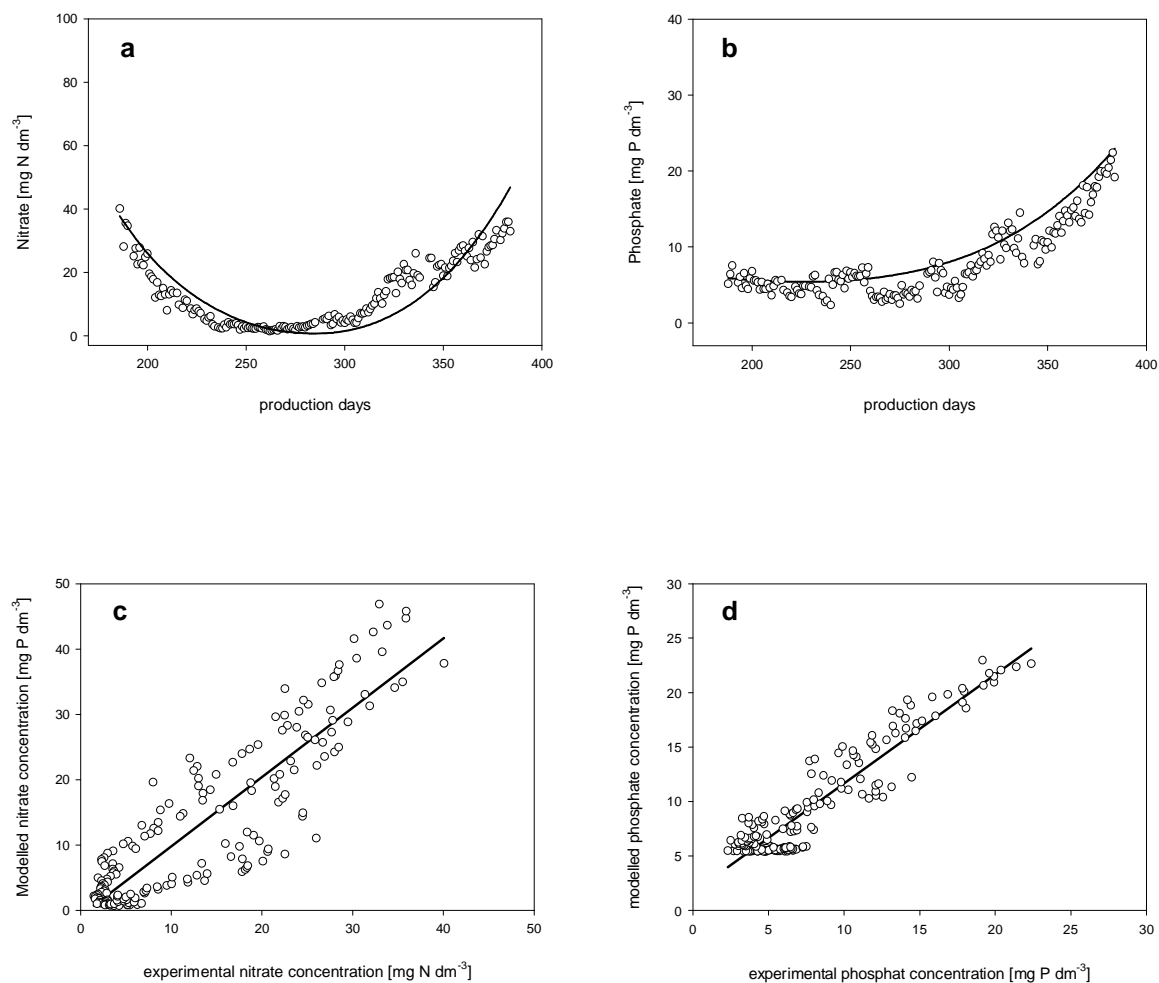 a
Nitrate [mg N dm-3]
100
80
60
40
20
0
200 250 300 350 400
production days
b
Phosphate [mg P dm-3]
40
30
20
10
0
200 250 300 350 400
production days
c
Modelled nitrate concentration [mg P dm-3]
50
40
30
20
10
0
0 10 20 30 40 50
experimental nitrate concentration [mg N dm-3]
d
modelled phosphate concentration [mg P dm-3]
30
25
20
15
10
5
0
0 5 10 15 20 25 30
experimental phosphat concentration [mg P dm-3]